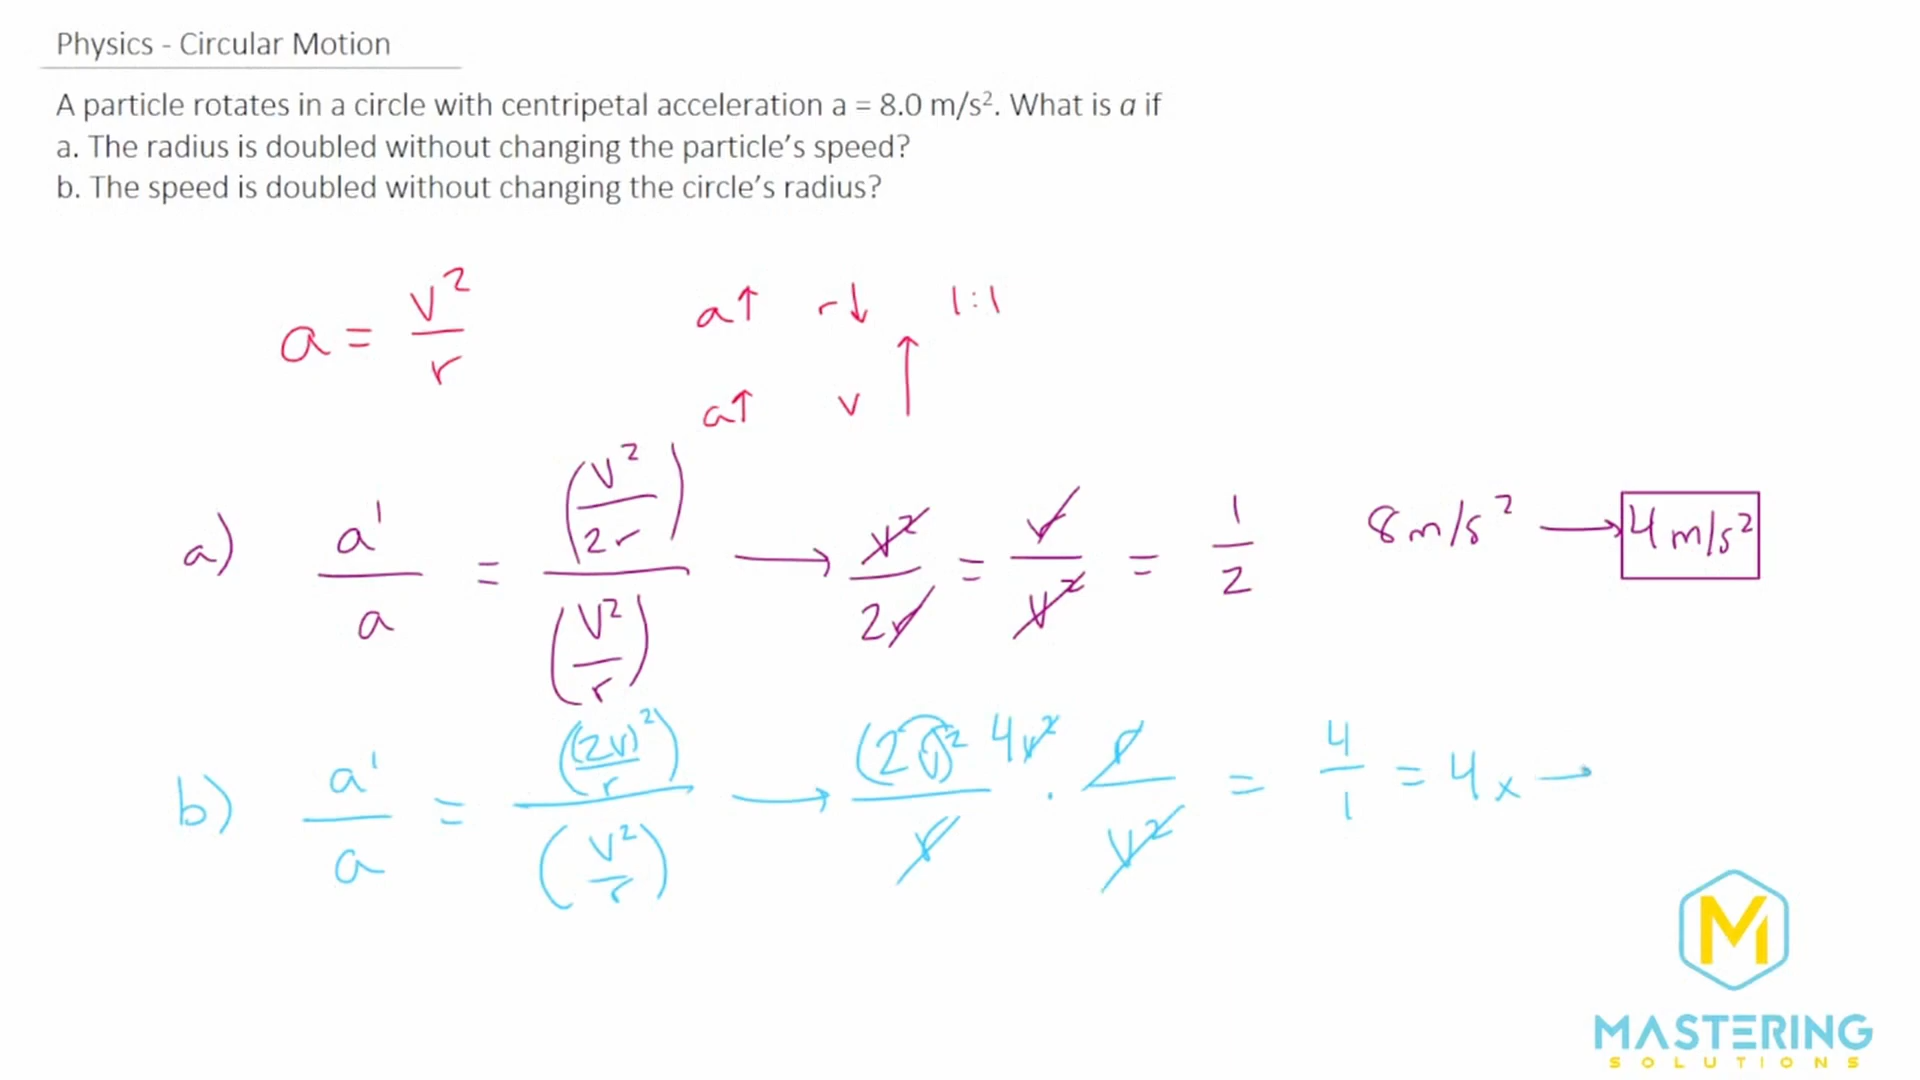 Physics - Circular Motion
A particle rotates in a circle with centripetal acceleration a = 8.0 m/s². What is a if
a. The radius is doubled without changing the particle's speed?
b. The speed is doubled without changing the circle's radius?
a = v²/r
a↑ r↓ 1:1
a↑ v ↑
a) a'/a = (v²/2r)/(v²/r) → v²/2r = r/v² = 1/2 8m/s² → 4m/s²
b) a'/a = ((2v)²/r)/(v²/r) → (2v)² 4v²/r · r/v² = 4/1 = 4x →
M
MASTERING
SOLUTIONS